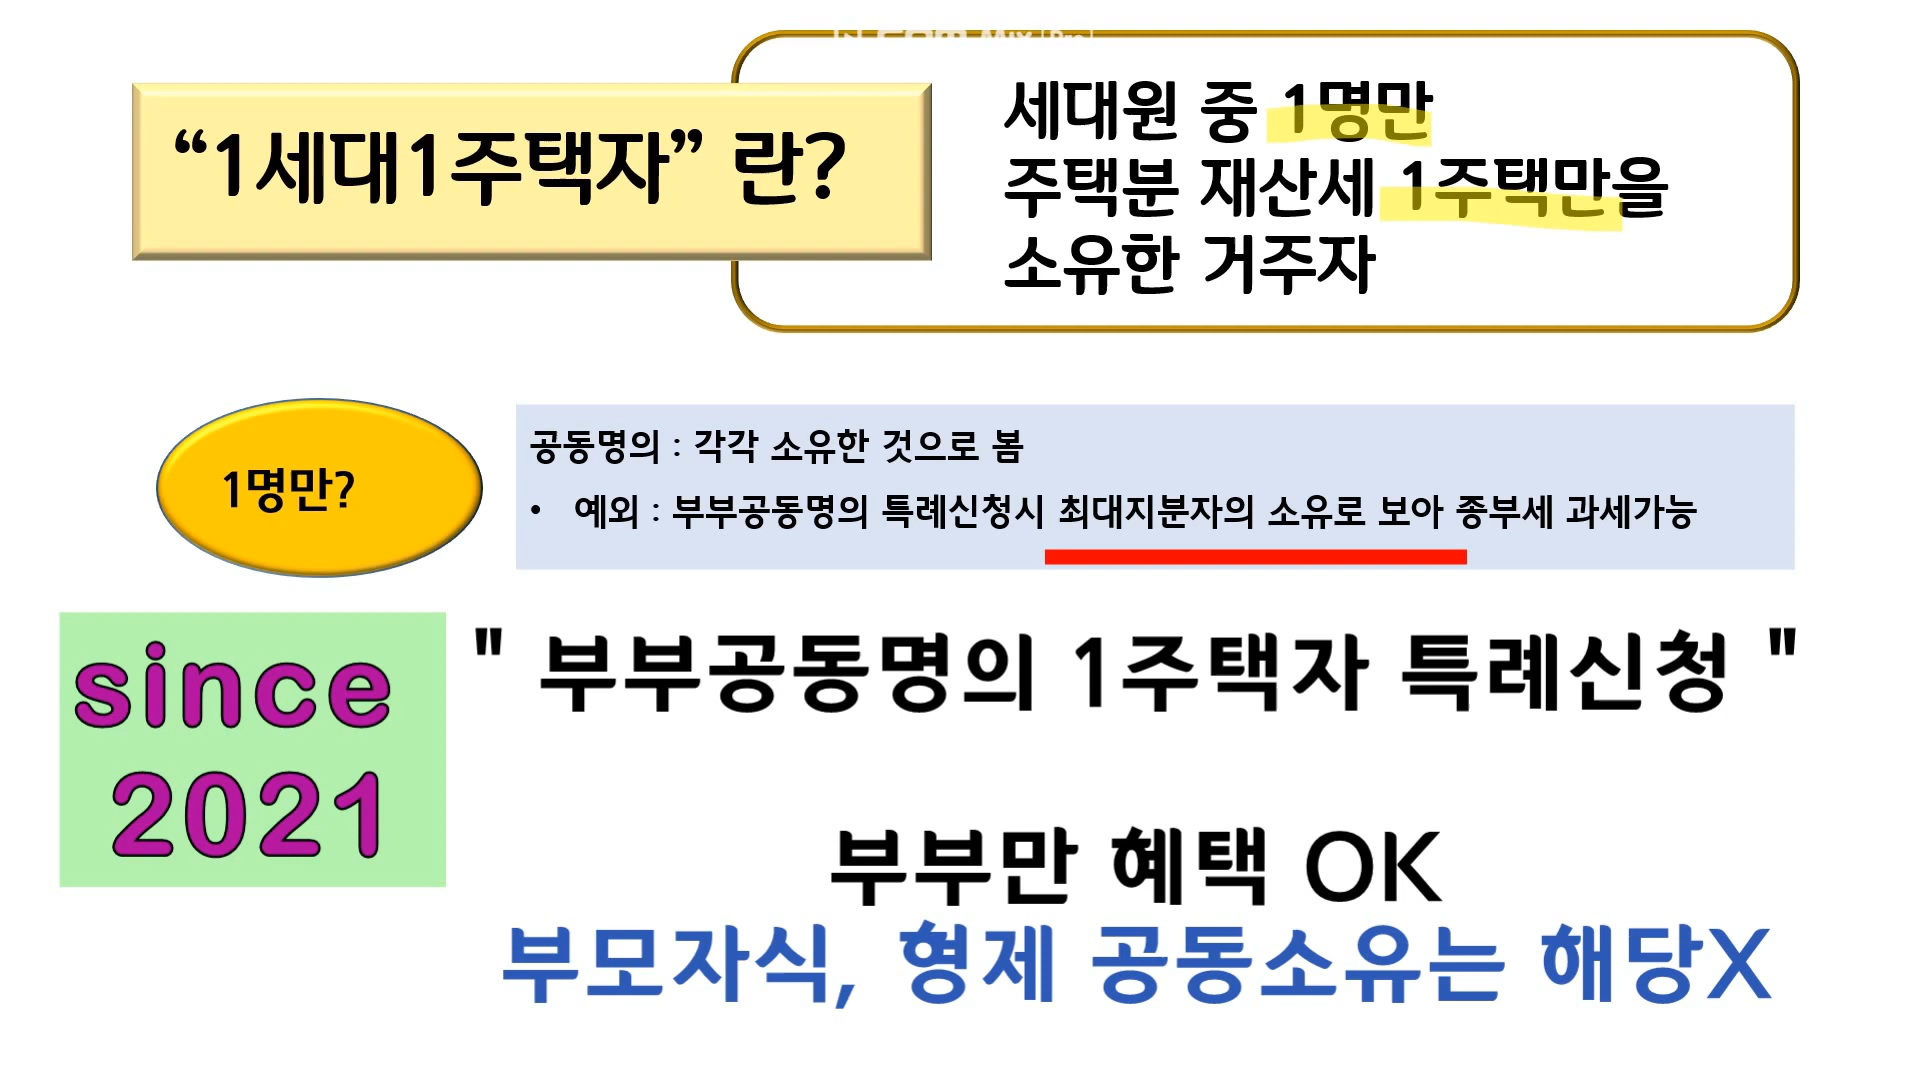 “1세대1주택자” 란?
세대원 중 1명만
주택분 재산세 1주택만을
소유한 거주자
1명만?
공동명의 : 각각 소유한 것으로 봄
• 예외 : 부부공동명의 특례신청시 최대지분자의 소유로 보아 종부세 과세가능
since
2021
" 부부공동명의 1주택자 특례신청 "
부부만 혜택 OK
부모자식, 형제 공동소유는 해당X